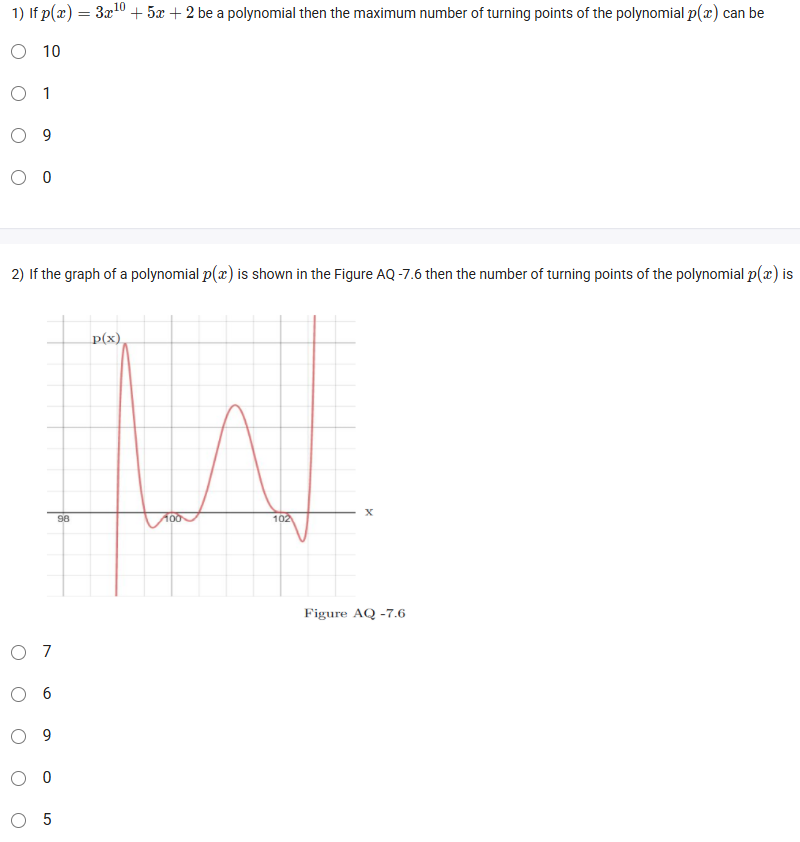 1) If p(x) = 3x¹⁰ + 5x + 2 be a polynomial then the maximum number of turning points of the polynomial p(x) can be
10
1
9
0
2) If the graph of a polynomial p(x) is shown in the Figure AQ -7.6 then the number of turning points of the polynomial p(x) is
p(x)
98 100 102 x
Figure AQ -7.6
7
6
9
0
5